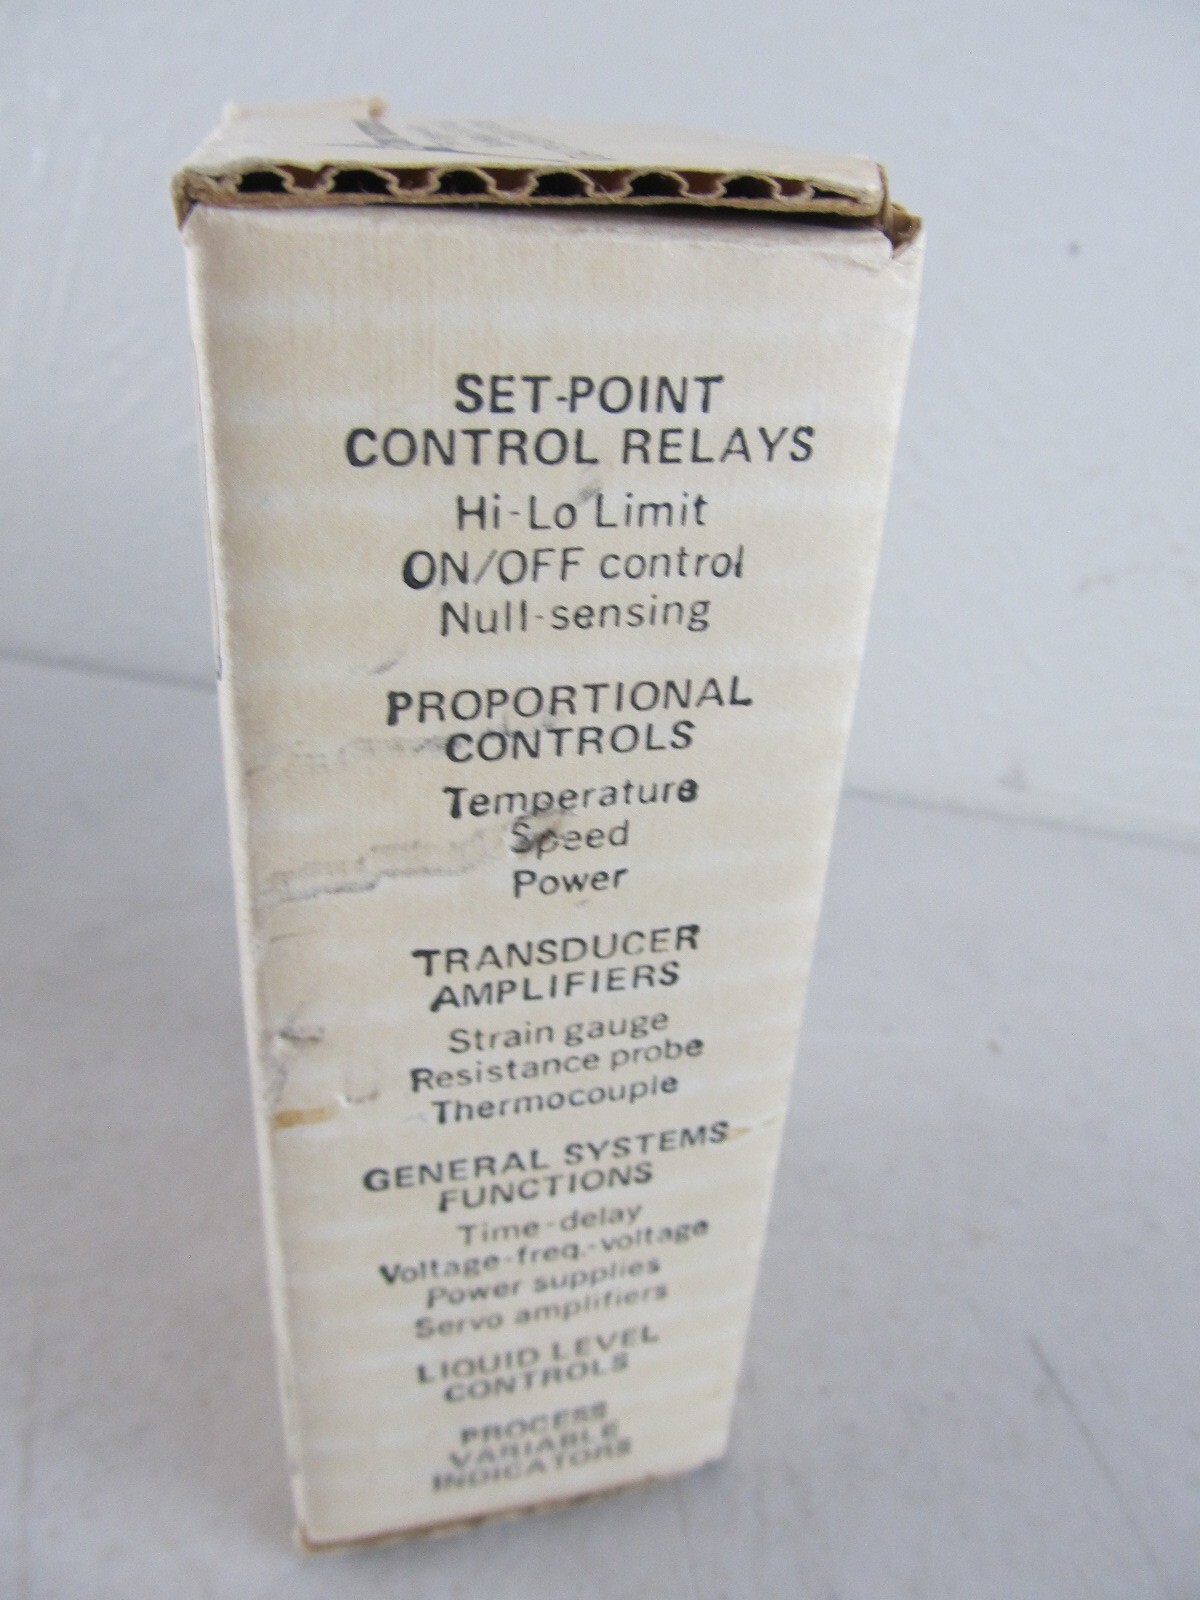 SET-POINT
CONTROL RELAYS
Hi-Lo Limit
ON/OFF control
Null-sensing
PROPORTIONAL
CONTROLS
Temperature
Speed
Power
TRANSDUCER
AMPLIFIERS
Strain gauge
Resistance probe
Thermocouple
GENERAL SYSTEMS
FUNCTIONS
Time-delay
Voltage-freq.-voltage
Power supplies
Servo amplifiers
LIQUID LEVEL
CONTROLS
PROCESS
VARIABLE
INDICATORS